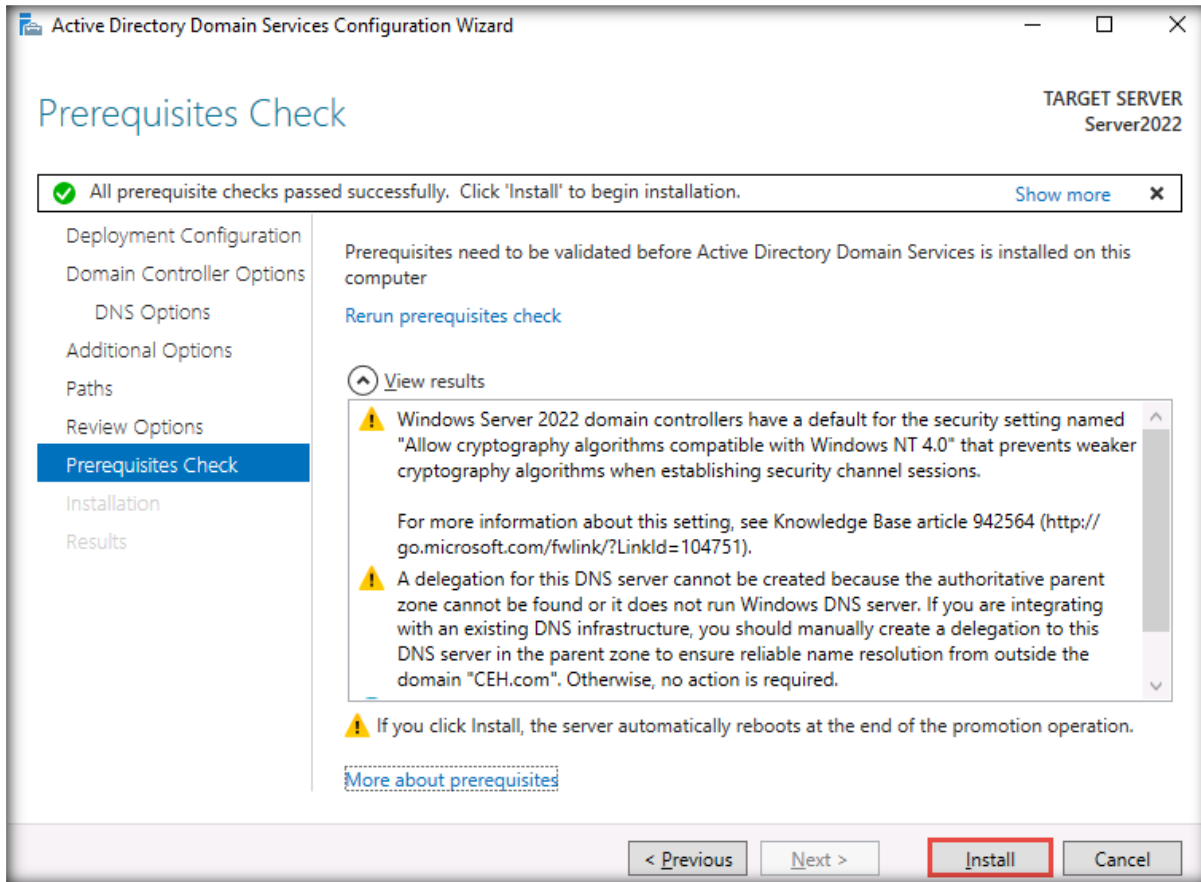 Active Directory Domain Services Configuration Wizard
Prerequisites Check
TARGET SERVER
Server2022
All prerequisite checks passed successfully. Click 'Install' to begin installation.
Show more
Deployment Configuration
Domain Controller Options
DNS Options
Additional Options
Paths
Review Options
Prerequisites Check
Installation
Results
Prerequisites need to be validated before Active Directory Domain Services is installed on this
computer
Rerun prerequisites check
View results
Windows Server 2022 domain controllers have a default for the security setting named
"Allow cryptography algorithms compatible with Windows NT 4.0" that prevents weaker
cryptography algorithms when establishing security channel sessions.
For more information about this setting, see Knowledge Base article 942564 (http://
go.microsoft.com/fwlink/?LinkId=104751).
A delegation for this DNS server cannot be created because the authoritative parent
zone cannot be found or it does not run Windows DNS server. If you are integrating
with an existing DNS infrastructure, you should manually create a delegation to this
DNS server in the parent zone to ensure reliable name resolution from outside the
domain "CEH.com". Otherwise, no action is required.
If you click Install, the server automatically reboots at the end of the promotion operation.
More about prerequisites
< Previous
Next >
Install
Cancel